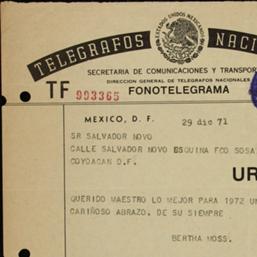 TELEGRAFOS NACI
ESTADOS UNIDOS MEXICANOS
SECRETARIA DE COMUNICACIONES Y TRANSPOR
DIRECCION GENERAL DE TELEGRAFOS NACIONALES
TF 993365 FONOTELEGRAMA
MEXICO, D. F. 29 dic 71
SR SALVADOR NOVO
CALLE SALVADOR NOVO ESQUINA FCO SOSA
COYOACAN D.F.
UR
QUERIDO MAESTRO LO MEJOR PARA 1972 UN
CARIÑOSO ABRAZO, DE SU SIEMPRE
BERTHA MOSS.